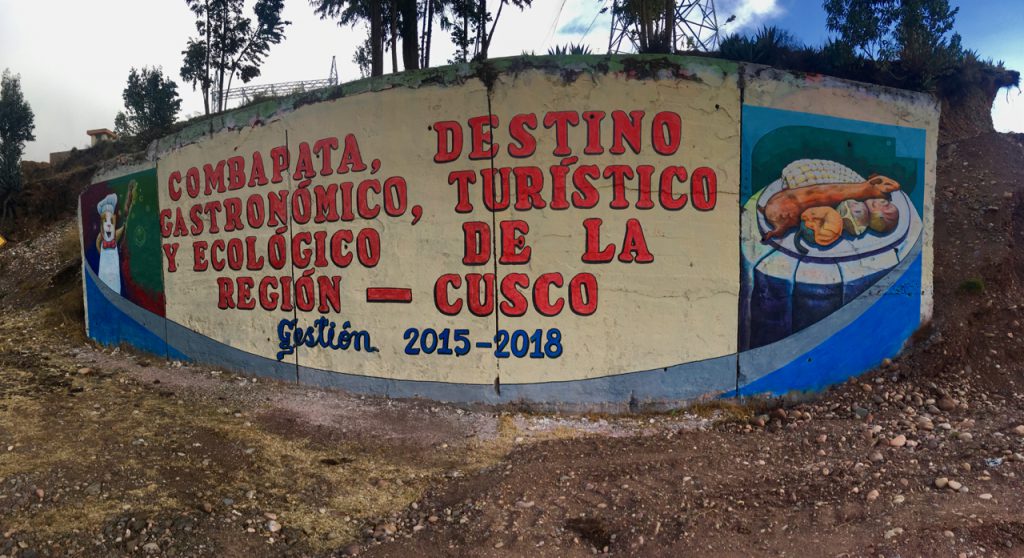 COMBAPATA, DESTINO
GASTRONÓMICO, TURÍSTICO
Y ECOLÓGICO DE LA
REGIÓN - CUSCO
Gestión 2015-2018